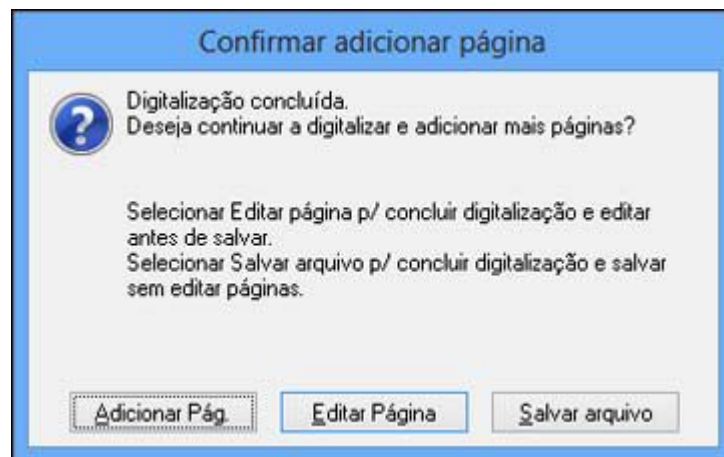 Confirmar adicionar página
Digitalização concluída.
Deseja continuar a digitalizar e adicionar mais páginas?
Selecionar Editar página p/ concluir digitalização e editar
antes de salvar.
Selecionar Salvar arquivo p/ concluir digitalização e salvar
sem editar páginas.
Adicionar Pág. Editar Página Salvar arquivo